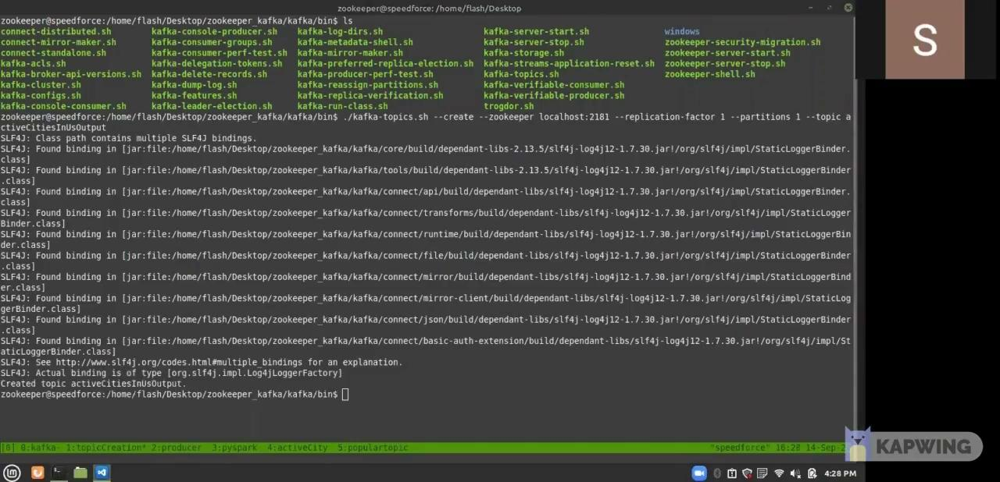 zookeeper@speedforce: /home/flash/Desktop
zookeeper@speedforce:/home/flash/Desktop/zookeeper_kafka/kafka/bin$ ls
connect-distributed.sh kafka-console-producer.sh kafka-log-dirs.sh kafka-server-start.sh windows
connect-mirror-maker.sh kafka-consumer-groups.sh kafka-metadata-shell.sh kafka-server-stop.sh zookeeper-security-migration.sh
connect-standalone.sh kafka-consumer-perf-test.sh kafka-mirror-maker.sh kafka-storage.sh zookeeper-server-start.sh
kafka-acls.sh kafka-delegation-tokens.sh kafka-preferred-replica-election.sh kafka-streams-application-reset.sh zookeeper-server-stop.sh
kafka-broker-api-versions.sh kafka-delete-records.sh kafka-producer-perf-test.sh kafka-topics.sh zookeeper-shell.sh
kafka-cluster.sh kafka-dump-log.sh kafka-reassign-partitions.sh kafka-verifiable-consumer.sh
kafka-configs.sh kafka-features.sh kafka-replica-verification.sh kafka-verifiable-producer.sh
kafka-console-consumer.sh kafka-leader-election.sh kafka-run-class.sh trogdor.sh
zookeeper@speedforce:/home/flash/Desktop/zookeeper_kafka/kafka/bin$ ./kafka-topics.sh --create --zookeeper localhost:2181 --replication-factor 1 --partitions 1 --topic a
ctiveCitiesInUsOutput
SLF4J: Class path contains multiple SLF4J bindings.
SLF4J: Found binding in [jar:file:/home/flash/Desktop/zookeeper_kafka/kafka/core/build/dependant-libs-2.13.5/slf4j-log4j12-1.7.30.jar!/org/slf4j/impl/StaticLoggerBinder.
class]
SLF4J: Found binding in [jar:file:/home/flash/Desktop/zookeeper_kafka/kafka/tools/build/dependant-libs-2.13.5/slf4j-log4j12-1.7.30.jar!/org/slf4j/impl/StaticLoggerBinder
.class]
SLF4J: Found binding in [jar:file:/home/flash/Desktop/zookeeper_kafka/kafka/connect/api/build/dependant-libs/slf4j-log4j12-1.7.30.jar!/org/slf4j/impl/StaticLoggerBinder.
class]
SLF4J: Found binding in [jar:file:/home/flash/Desktop/zookeeper_kafka/kafka/connect/transforms/build/dependant-libs/slf4j-log4j12-1.7.30.jar!/org/slf4j/impl/StaticLogger
Binder.class]
SLF4J: Found binding in [jar:file:/home/flash/Desktop/zookeeper_kafka/kafka/connect/runtime/build/dependant-libs/slf4j-log4j12-1.7.30.jar!/org/slf4j/impl/StaticLoggerBin
der.class]
SLF4J: Found binding in [jar:file:/home/flash/Desktop/zookeeper_kafka/kafka/connect/file/build/dependant-libs/slf4j-log4j12-1.7.30.jar!/org/slf4j/impl/StaticLoggerBinder
.class]
SLF4J: Found binding in [jar:file:/home/flash/Desktop/zookeeper_kafka/kafka/connect/mirror/build/dependant-libs/slf4j-log4j12-1.7.30.jar!/org/slf4j/impl/StaticLoggerBind
er.class]
SLF4J: Found binding in [jar:file:/home/flash/Desktop/zookeeper_kafka/kafka/connect/mirror-client/build/dependant-libs/slf4j-log4j12-1.7.30.jar!/org/slf4j/impl/StaticLog
gerBinder.class]
SLF4J: Found binding in [jar:file:/home/flash/Desktop/zookeeper_kafka/kafka/connect/json/build/dependant-libs/slf4j-log4j12-1.7.30.jar!/org/slf4j/impl/StaticLoggerBinder
.class]
SLF4J: Found binding in [jar:file:/home/flash/Desktop/zookeeper_kafka/kafka/connect/basic-auth-extension/build/dependant-libs/slf4j-log4j12-1.7.30.jar!/org/slf4j/impl/St
aticLoggerBinder.class]
SLF4J: See http://www.slf4j.org/codes.html#multiple_bindings for an explanation.
SLF4J: Actual binding is of type [org.slf4j.impl.Log4jLoggerFactory]
Created topic activeCitiesInUsOutput.
zookeeper@speedforce:/home/flash/Desktop/zookeeper_kafka/kafka/bin$
[0] 0:kafka- 1:topicCreation* 2:producer 3:pyspark 4:activeCity 5:populartopic "speedforce" 16:28 14-Sep-2
4:28 PM
S
KAPWING